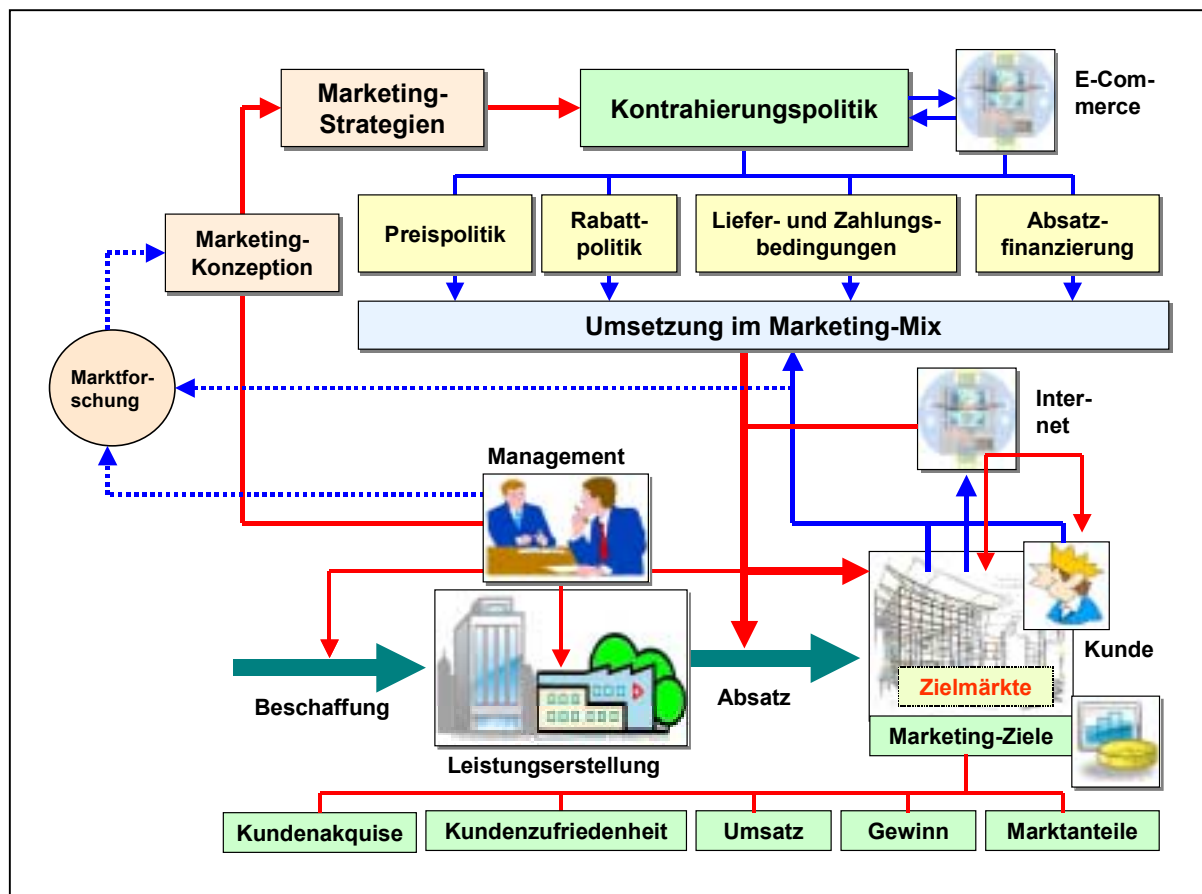 Marketing-
Strategien
Kontrahierungspolitik
E-Com-
merce
Marketing-
Konzeption
Preispolitik
Rabatt-
politik
Liefer- und Zahlungs-
bedingungen
Absatz-
finanzierung
Umsetzung im Marketing-Mix
Marktfor-
schung
Inter-
net
Management
Kunde
Zielmärkte
Beschaffung
Absatz
Marketing-Ziele
Leistungserstellung
Kundenakquise
Kundenzufriedenheit
Umsatz
Gewinn
Marktanteile